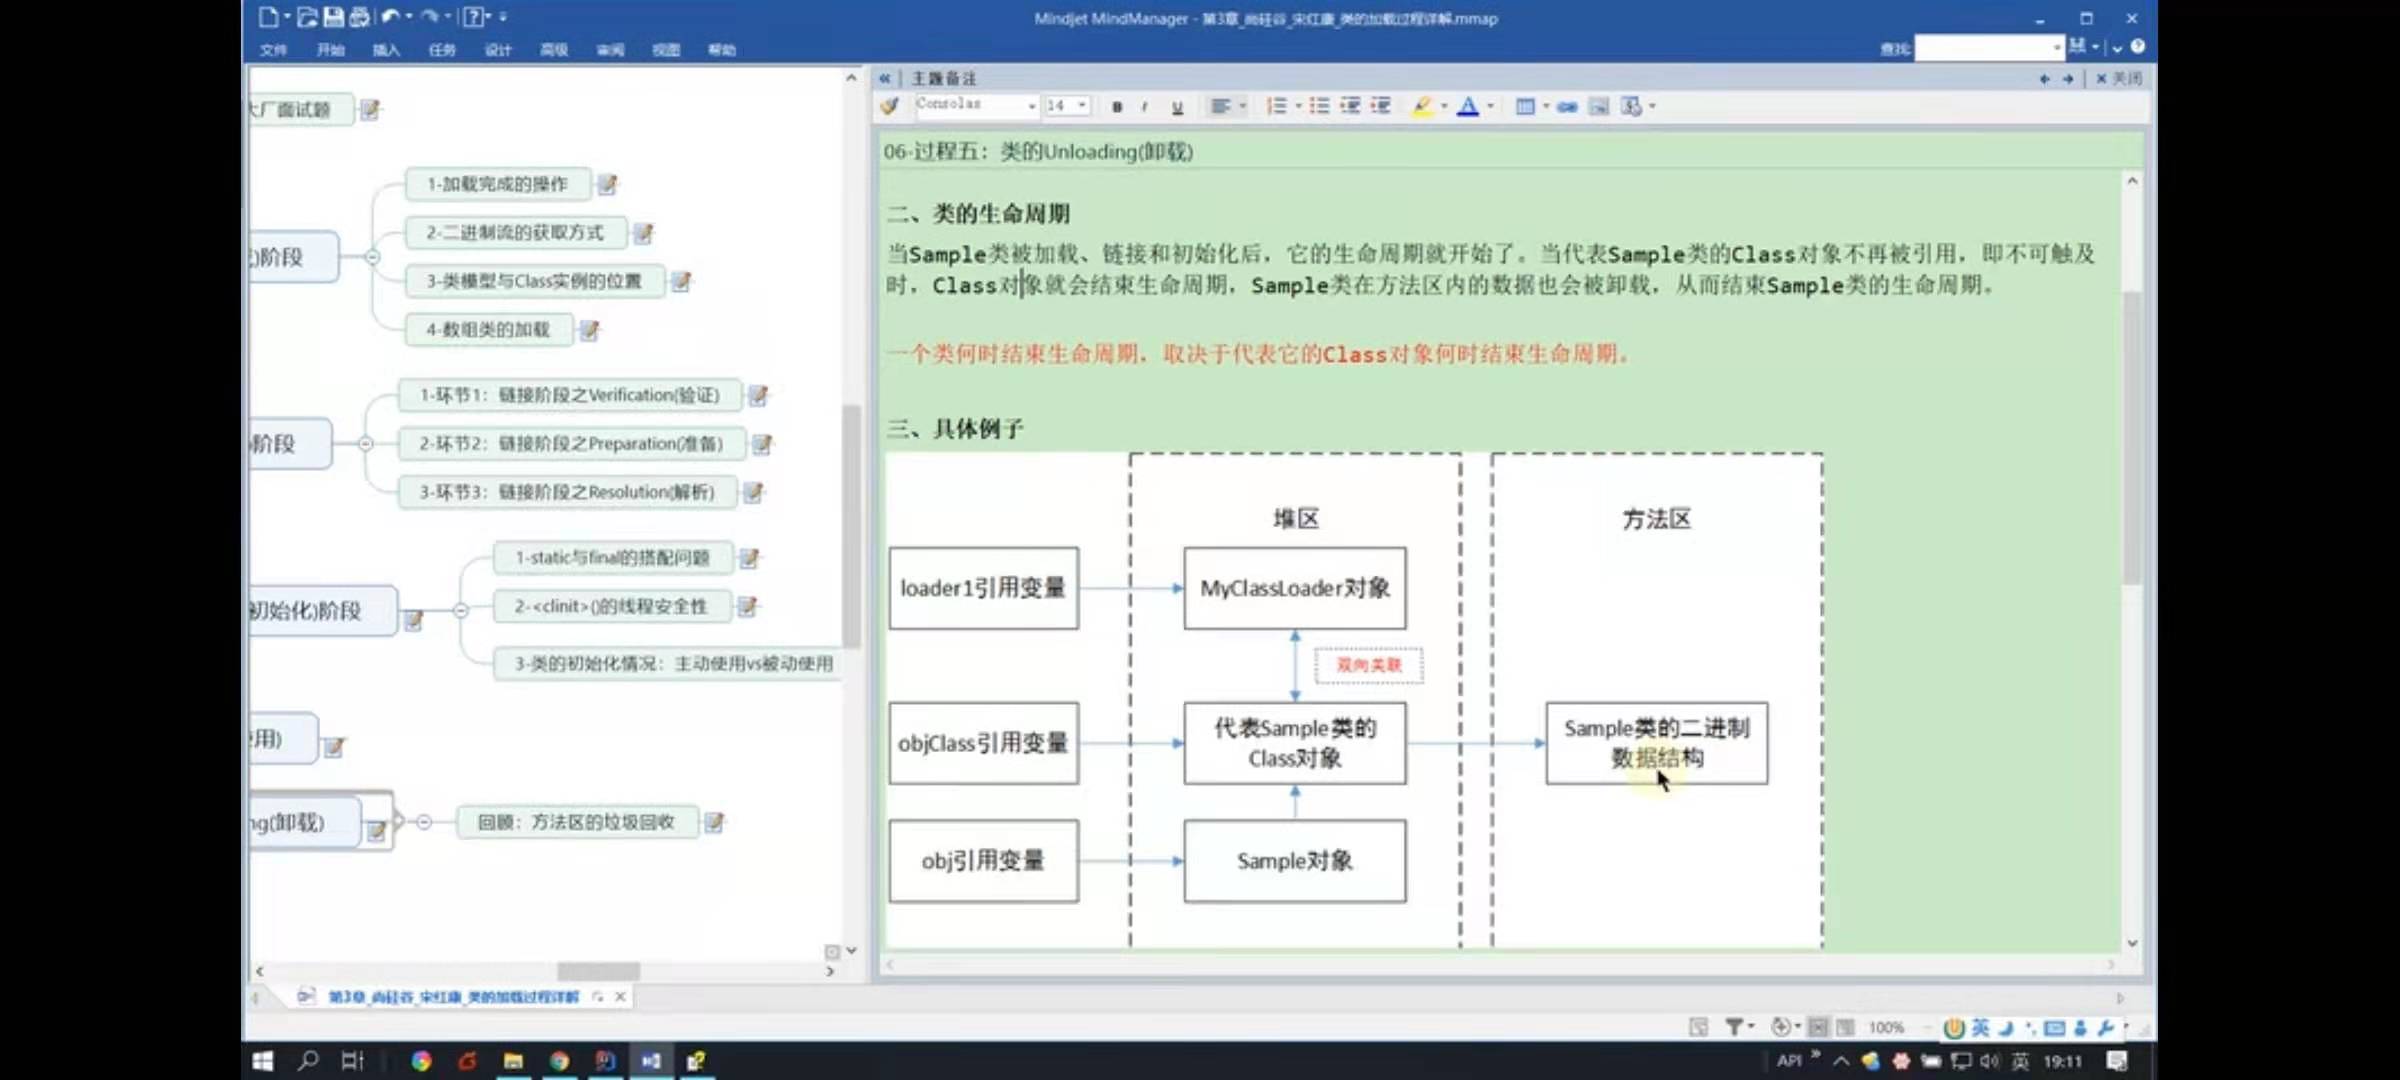 Mindjet MindManager - 第3章_尚硅谷_宋红康_类的加载过程详解.mmap
文件 开始 插入 任务 设计 高级 审阅 视图 帮助
查找:
大厂面试题
1-加载完成的操作
2-二进制流的获取方式
)阶段
3-类模型与Class实例的位置
4-数组类的加载
1-环节1：链接阶段之Verification(验证)
阶段
2-环节2：链接阶段之Preparation(准备)
3-环节3：链接阶段之Resolution(解析)
1-static与final的搭配问题
初始化)阶段
2-<clinit>()的线程安全性
3-类的初始化情况：主动使用vs被动使用
用)
ng(卸载)
回顾：方法区的垃圾回收
第3章_尚硅谷_宋红康_类的加载过程详解
主题备注
关闭
Consolas 14 B I U
06-过程五：类的Unloading(卸载)
二、类的生命周期
当Sample类被加载、链接和初始化后，它的生命周期就开始了。当代表Sample类的Class对象不再被引用，即不可触及
时，Class对象就会结束生命周期，Sample类在方法区内的数据也会被卸载，从而结束Sample类的生命周期。
一个类何时结束生命周期，取决于代表它的Class对象何时结束生命周期。
三、具体例子
堆区 方法区
loader1引用变量 MyClassLoader对象
双向关联
objClass引用变量 代表Sample类的
Class对象
Sample类的二进制
数据结构
obj引用变量 Sample对象
100% 英
API 英 19:11